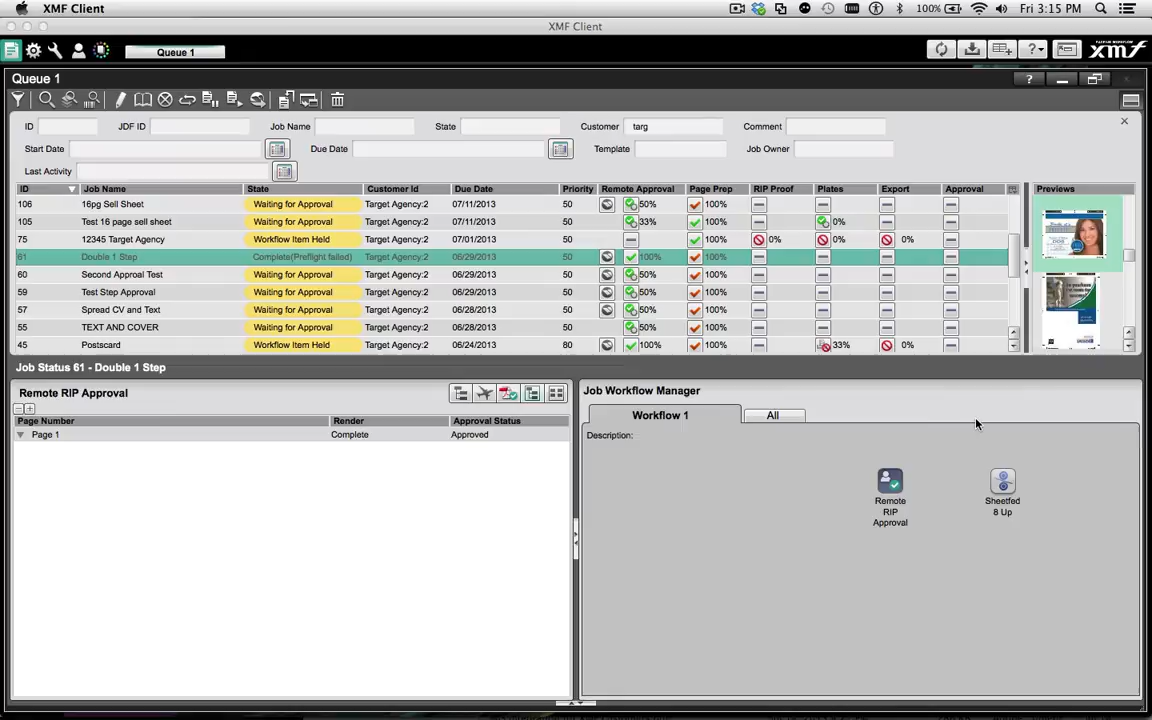 XMF Client 100% Fri 3:15 PM
XMF Client
Queue 1 ? xmf
Queue 1 ?
ID JDF ID Job Name State Customer targ Comment
Start Date Due Date Template Job Owner
Last Activity
ID Job Name State Customer Id Due Date Priority Remote Approval Page Prep RIP Proof Plates Export Approval Previews
106 16pg Sell Sheet Waiting for Approval Target Agency:2 07/11/2013 50 50% 100%
105 Test 16 page sell sheet Waiting for Approval Target Agency:2 07/11/2013 50 33% 100% 0%
75 12345 Target Agency Workflow Item Held Target Agency:2 07/01/2013 50 100% 0% 0% 0%
61 Double 1 Step Complete(Preflight failed) Target Agency:2 06/29/2013 50 100% 100%
60 Second Approal Test Waiting for Approval Target Agency:2 06/29/2013 50 50% 100%
59 Test Step Approval Waiting for Approval Target Agency:2 06/29/2013 50 50% 100%
57 Spread CV and Text Waiting for Approval Target Agency:2 06/28/2013 50 50% 100%
55 TEXT AND COVER Waiting for Approval Target Agency:2 06/28/2013 50 50% 100%
45 Postscard Workflow Item Held Target Agency:2 06/24/2013 80 100% 100% 33% 0%
Job Status 61 - Double 1 Step
Remote RIP Approval
Page Number Render Approval Status
Page 1 Complete Approved
Job Workflow Manager
Workflow 1 All
Description:
Remote
RIP
Approval
Sheetfed
8 Up